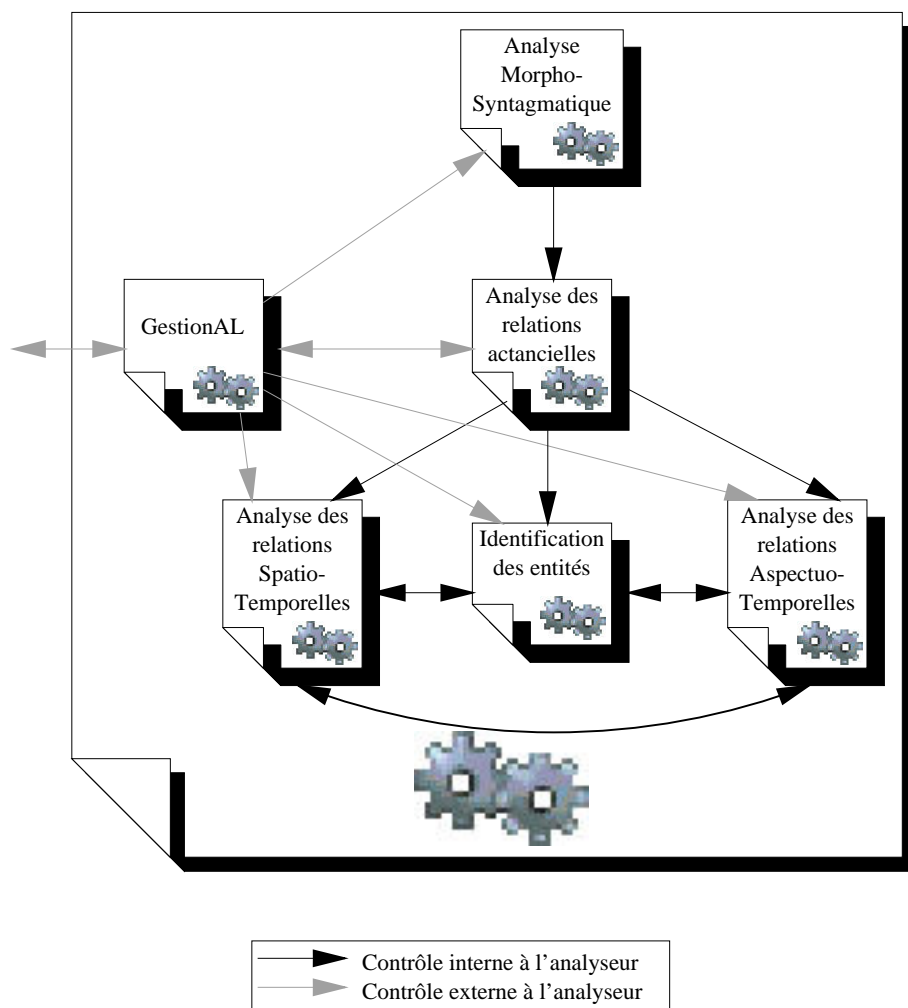 Analyse
Morpho-
Syntagmatique
GestionAL
Analyse des
relations
actancielles
Analyse des
relations
Spatio-
Temporelles
Identification
des entités
Analyse des
relations
Aspectuo-
Temporelles
Contrôle interne à l'analyseur
Contrôle externe à l'analyseur